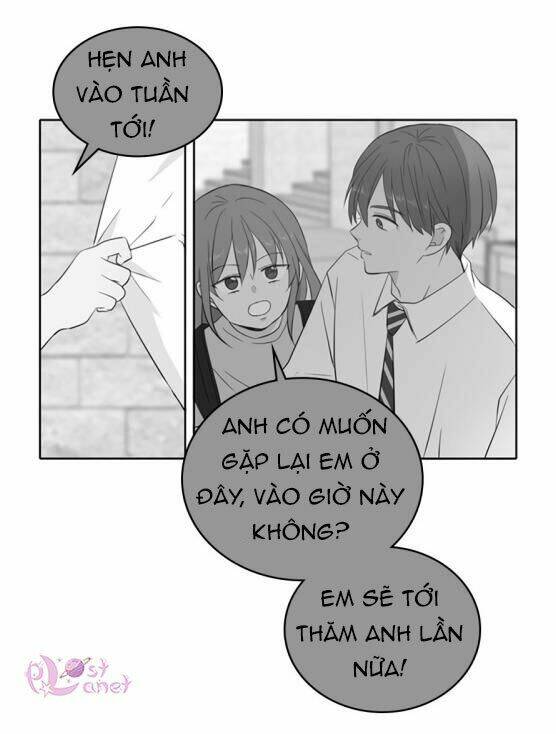 HẸN ANH
VÀO TUẦN
TỚI!
ANH CÓ MUỐN
GẶP LẠI EM Ở
ĐÂY, VÀO GIỜ NÀY
KHÔNG?
EM SẼ TỚI
THĂM ANH LẦN
NỮA!
Lost
Planet